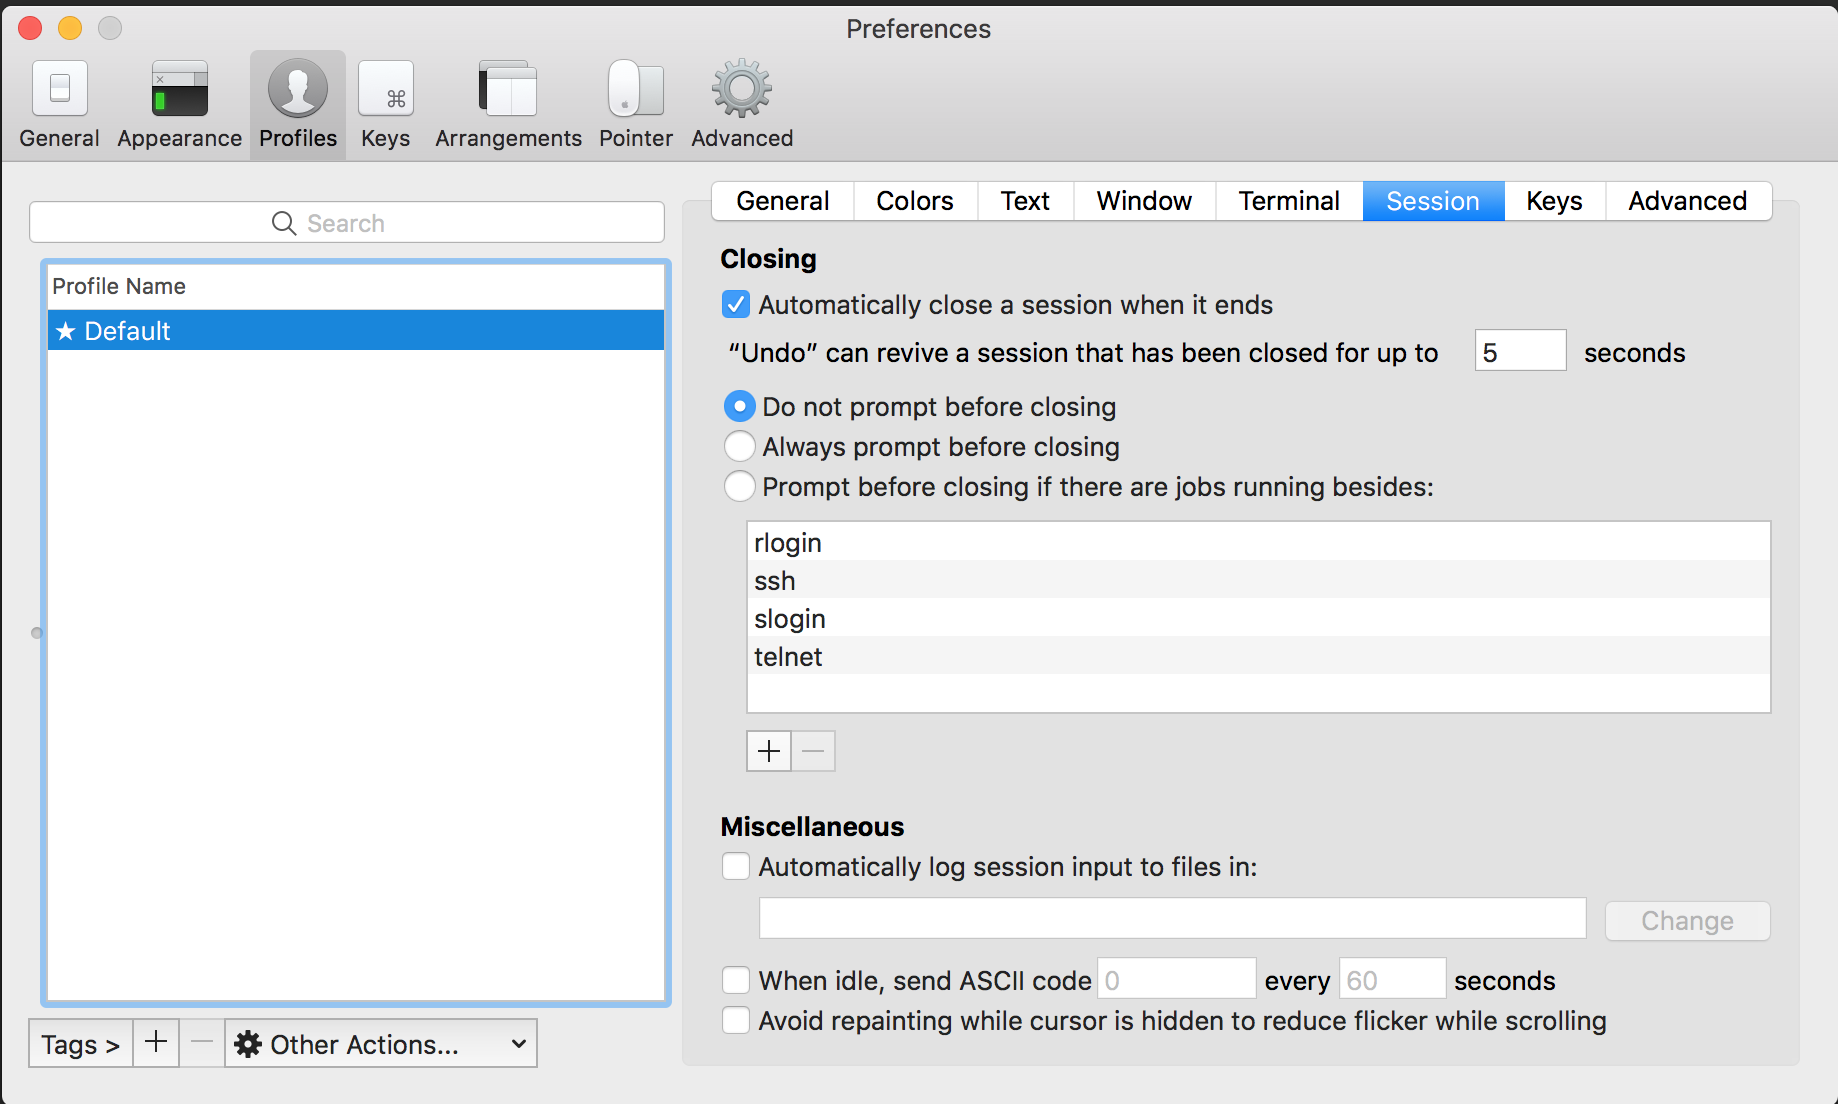 Preferences
General Appearance Profiles Keys Arrangements Pointer Advanced
Search
Profile Name
★ Default
Tags > + − Other Actions...
General Colors Text Window Terminal Session Keys Advanced
Closing
Automatically close a session when it ends
“Undo” can revive a session that has been closed for up to 5 seconds
Do not prompt before closing
Always prompt before closing
Prompt before closing if there are jobs running besides:
rlogin
ssh
slogin
telnet
+ −
Miscellaneous
Automatically log session input to files in:
Change
When idle, send ASCII code 0 every 60 seconds
Avoid repainting while cursor is hidden to reduce flicker while scrolling